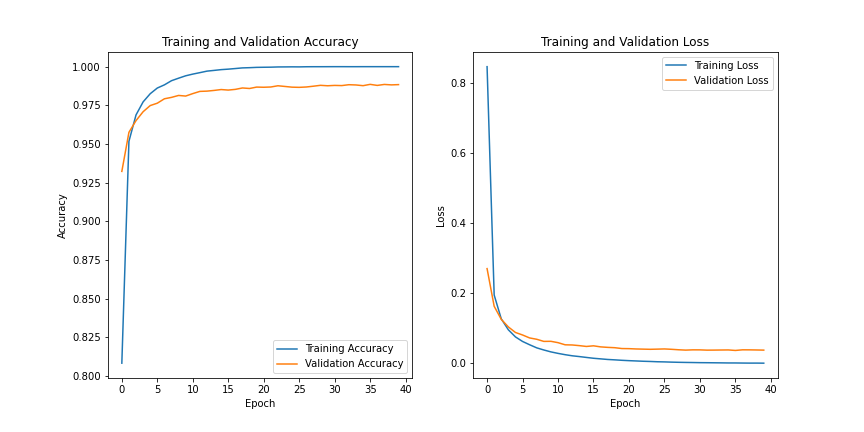 Training and Validation Accuracy
Accuracy
1.000
0.975
0.950
0.925
0.900
0.875
0.850
0.825
0.800
Training Accuracy
Validation Accuracy
0 5 10 15 20 25 30 35 40
Epoch
Training and Validation Loss
Loss
0.8
0.6
0.4
0.2
0.0
Training Loss
Validation Loss
0 5 10 15 20 25 30 35 40
Epoch